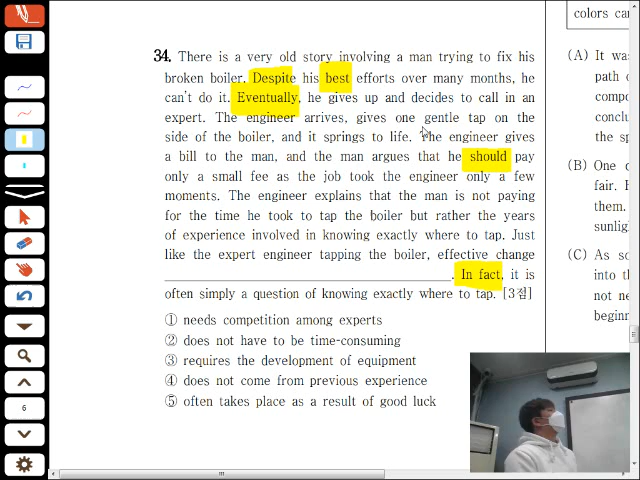 colors can
34. There is a very old story involving a man trying to fix his
broken boiler. Despite his best efforts over many months, he
can't do it. Eventually, he gives up and decides to call in an
expert. The engineer arrives, gives one gentle tap on the
side of the boiler, and it springs to life. The engineer gives
a bill to the man, and the man argues that he should pay
only a small fee as the job took the engineer only a few
moments. The engineer explains that the man is not paying
for the time he took to tap the boiler but rather the years
of experience involved in knowing exactly where to tap. Just
like the expert engineer tapping the boiler, effective change
. In fact, it is
often simply a question of knowing exactly where to tap. [3점]
① needs competition among experts
② does not have to be time-consuming
③ requires the development of equipment
④ does not come from previous experience
⑤ often takes place as a result of good luck
(A) It wa
path o
compo
conclu
the sp
(B) One o
fair. 
them.
sunlig
(C) As so
into th
not ne
beginn
6